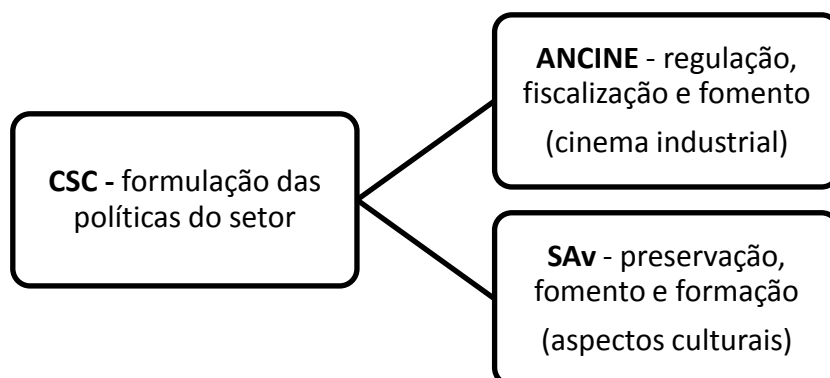 CSC - formulação das
políticas do setor
ANCINE - regulação,
fiscalização e fomento
(cinema industrial)
SAv - preservação,
fomento e formação
(aspectos culturais)